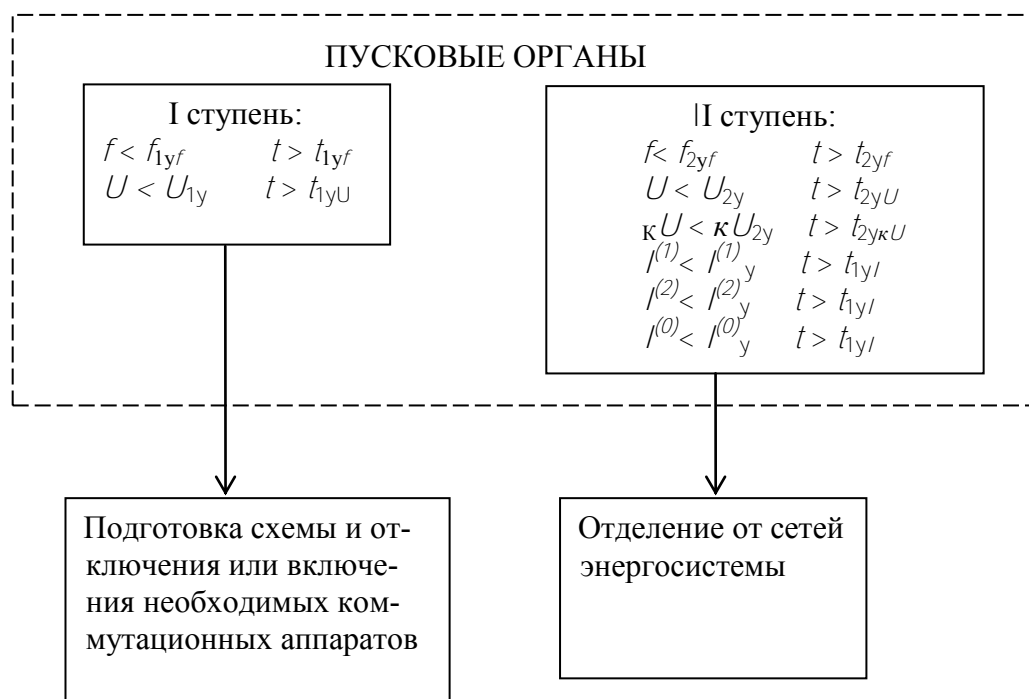 ПУСКОВЫЕ ОРГАНЫ
I ступень:
f < f1уf t > t1уf
U < U1у t > t1уU
II ступень:
f< f2уf t > t2уf
U < U2у t > t2уU
кU < кU2у t > t2укU
I(1)< I(1)у t > t1уI
I(2)< I(2)у t > t1уI
I(0)< I(0)у t > t1уI
Подготовка схемы и от-
ключения или включе-
ния необходимых ком-
мутационных аппаратов
Отделение от сетей
энергосистемы